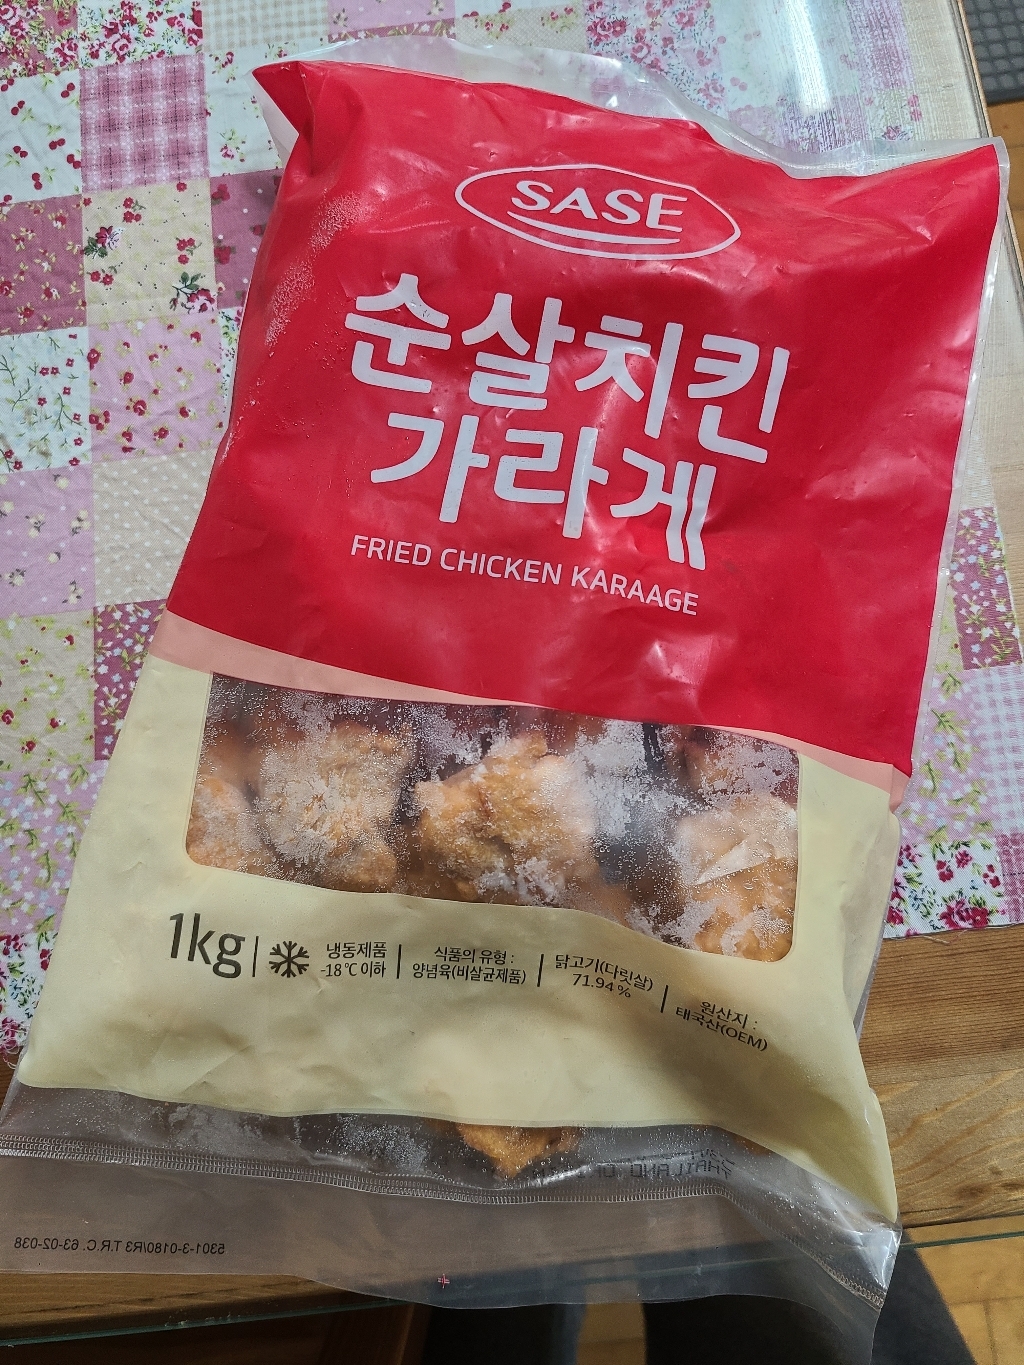 SASE
순살치킨
가라게
FRIED CHICKEN KARAAGE
1kg
냉동제품
-18℃ 이하
식품의 유형 :
양념육(비살균제품)
닭고기(다릿살)
71.94%
원산지 :
태국산(OEM)
THAILAND
5301-3-0180/R3 T.R.C. 63-02-038